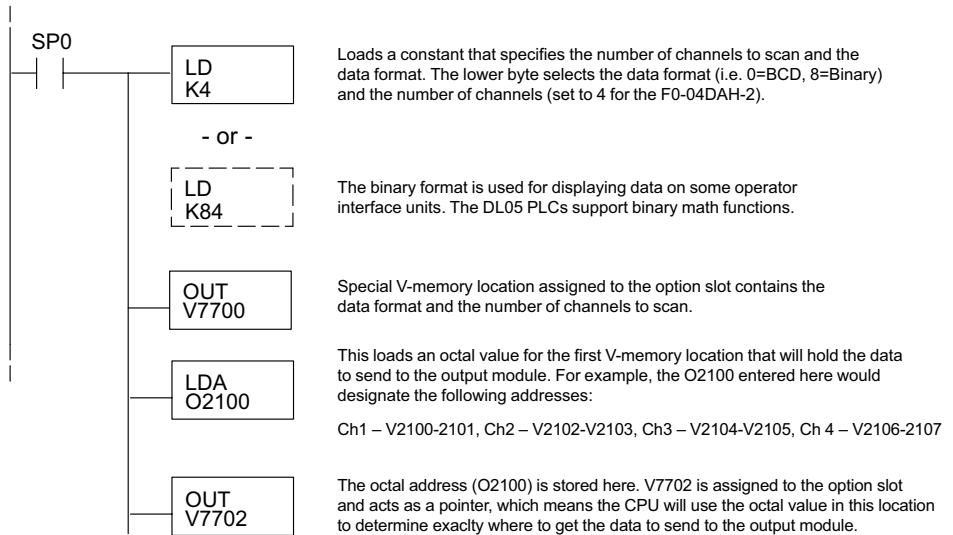 SP0
LD
K4
Loads a constant that specifies the number of channels to scan and the
data format. The lower byte selects the data format (i.e. 0=BCD, 8=Binary)
and the number of channels (set to 4 for the F0-04DAH-2).
- or -
LD
K84
The binary format is used for displaying data on some operator
interface units. The DL05 PLCs support binary math functions.
OUT
V7700
Special V-memory location assigned to the option slot contains the
data format and the number of channels to scan.
LDA
O2100
This loads an octal value for the first V-memory location that will hold the data
to send to the output module. For example, the O2100 entered here would
designate the following addresses:
Ch1 – V2100-2101, Ch2 – V2102-V2103, Ch3 – V2104-V2105, Ch 4 – V2106-2107
OUT
V7702
The octal address (O2100) is stored here. V7702 is assigned to the option slot
and acts as a pointer, which means the CPU will use the octal value in this location
to determine exaclty where to get the data to send to the output module.